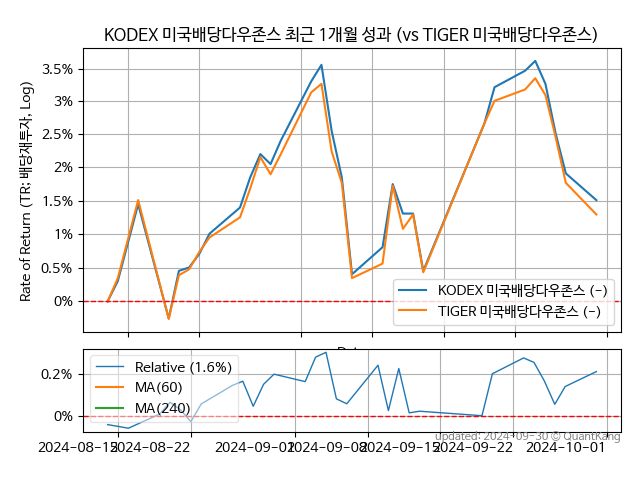 KODEX 미국배당다우존스 최근 1개월 성과 (vs TIGER 미국배당다우존스)
Rate of Return (TR: 배당재투자, Log)
3.5%
3%
2.5%
2%
1.5%
1%
0.5%
0%
KODEX 미국배당다우존스 (-)
TIGER 미국배당다우존스 (-)
0.2%
0%
Relative (1.6%)
MA(60)
MA(240)
updated: 2024-09-30 © QuantKang
2024-08-15
2024-08-22
2024-09-01
2024-09-08
2024-09-15
2024-09-22
2024-10-01